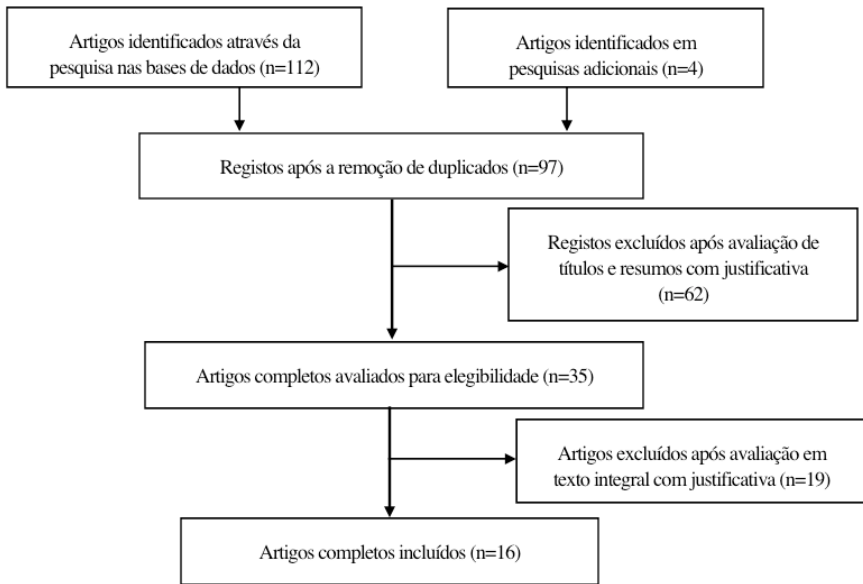 Artigos identificados através da
pesquisa nas bases de dados (n=112)
Artigos identificados em
pesquisas adicionais (n=4)
Registos após a remoção de duplicados (n=97)
Registos excluídos após avaliação de
títulos e resumos com justificativa
(n=62)
Artigos completos avaliados para elegibilidade (n=35)
Artigos excluídos após avaliação em
texto integral com justificativa (n=19)
Artigos completos incluídos (n=16)